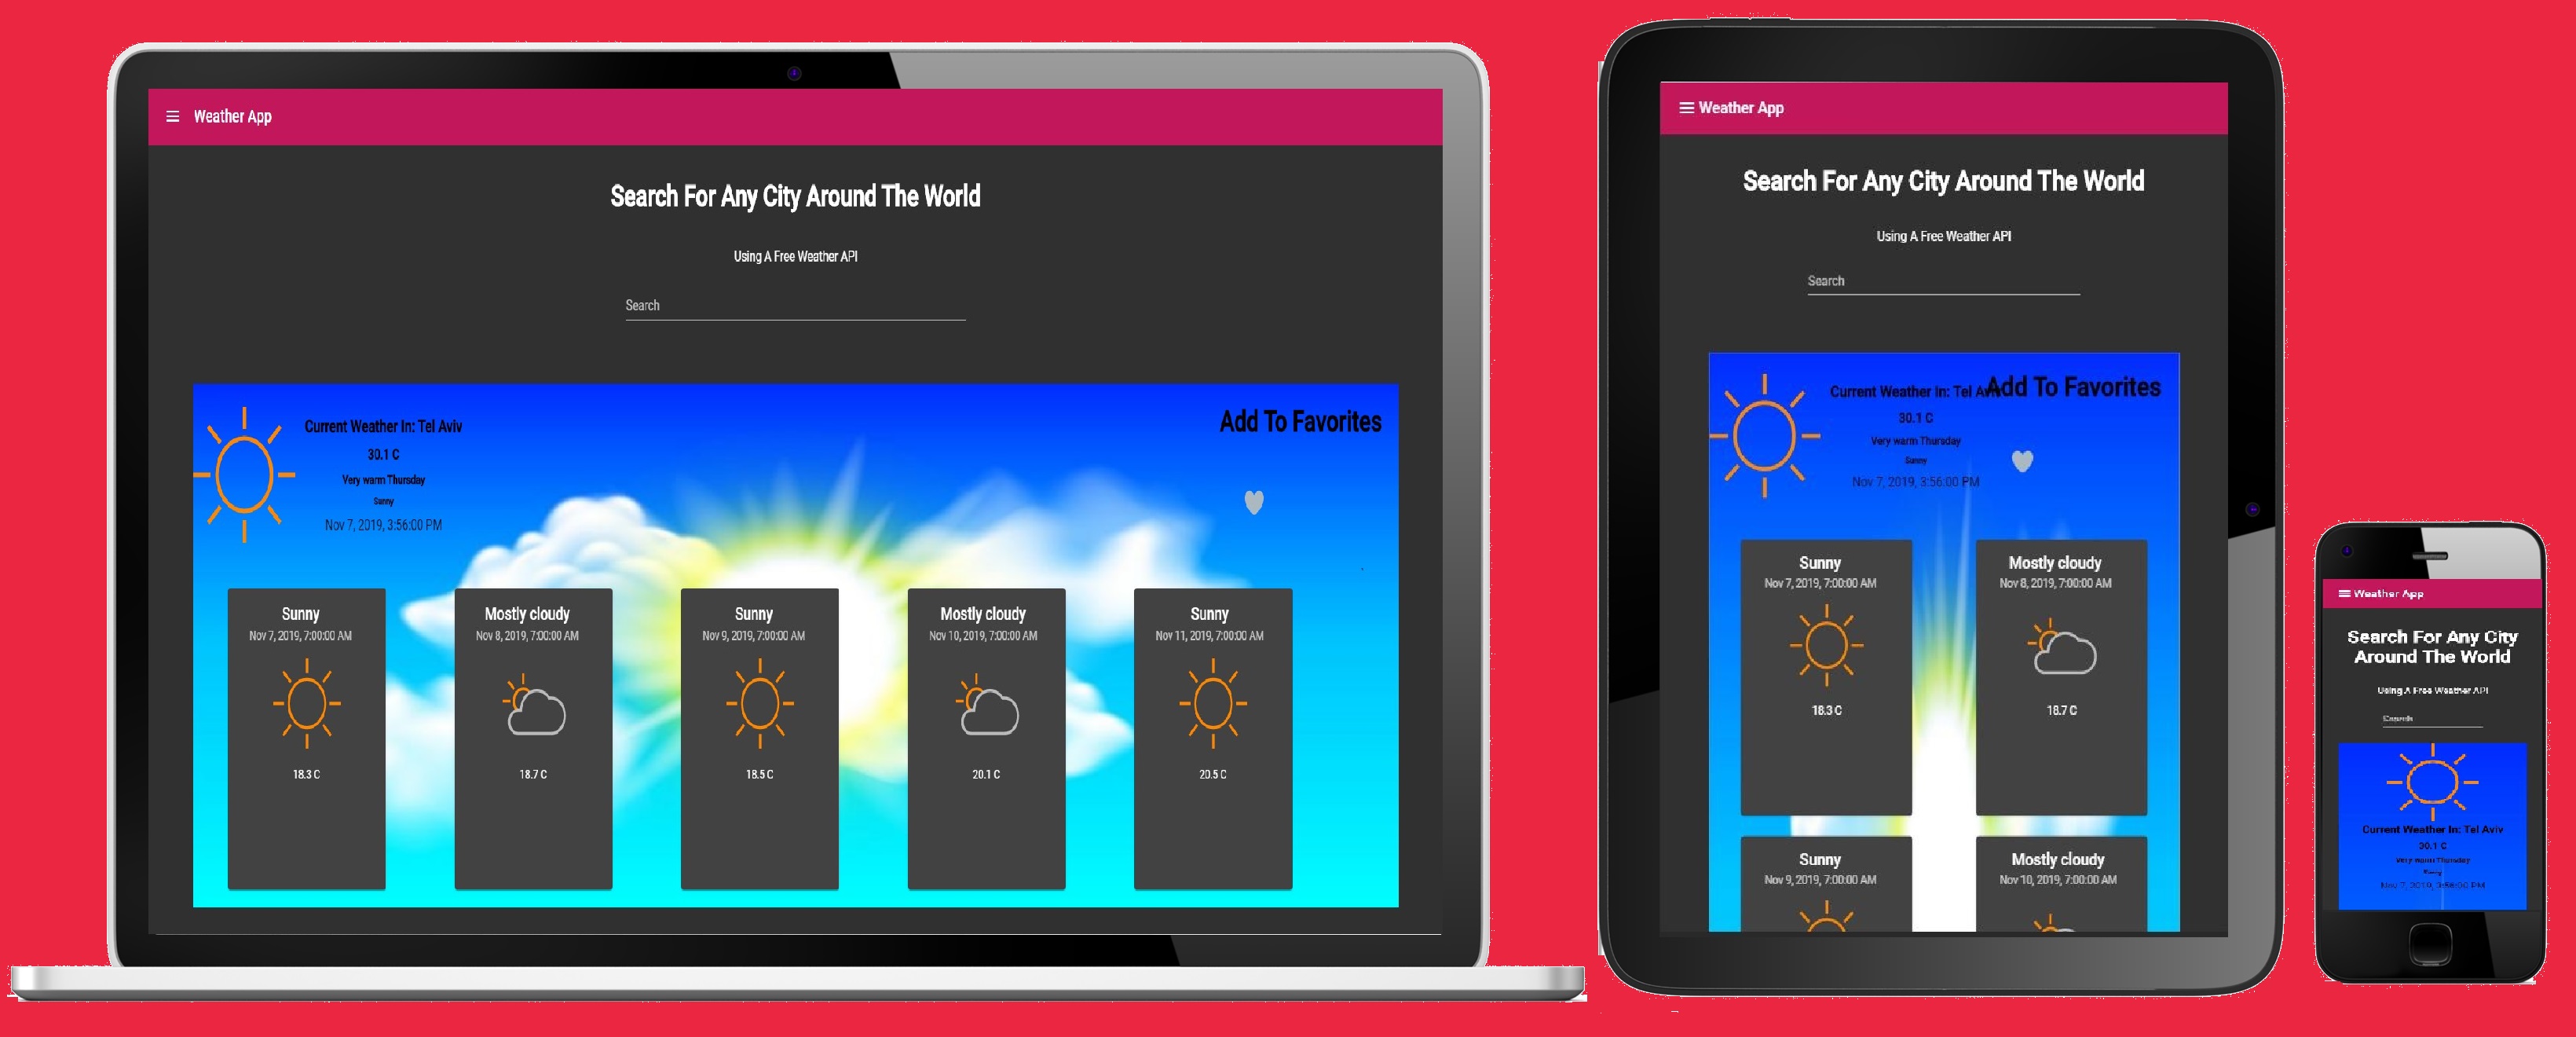 Weather App
Search For Any City Around The World
Using A Free Weather API
Search
Current Weather In: Tel Aviv
30.1 C
Very warm Thursday
Sunny
Nov 7, 2019, 3:56:00 PM
Add To Favorites
Sunny
Nov 7, 2019, 7:00:00 AM
18.3 C
Mostly cloudy
Nov 8, 2019, 7:00:00 AM
18.7 C
Sunny
Nov 9, 2019, 7:00:00 AM
18.5 C
Mostly cloudy
Nov 10, 2019, 7:00:00 AM
20.1 C
Sunny
Nov 11, 2019, 7:00:00 AM
20.5 C
Weather App
Search For Any City Around The World
Using A Free Weather API
Search
Current Weather In: Tel Aviv
Add To Favorites
30.1 C
Very warm Thursday
Sunny
Nov 7, 2019, 3:56:00 PM
Sunny
Nov 7, 2019, 7:00:00 AM
18.3 C
Mostly cloudy
Nov 8, 2019, 7:00:00 AM
18.7 C
Sunny
Nov 9, 2019, 7:00:00 AM
Mostly cloudy
Nov 10, 2019, 7:00:00 AM
Weather App
Search For Any City
Around The World
Using A Free Weather API
Search
Current Weather In: Tel Aviv
30.1 C
Very warm Thursday
Sunny
Nov 7, 2019, 3:56:00 PM